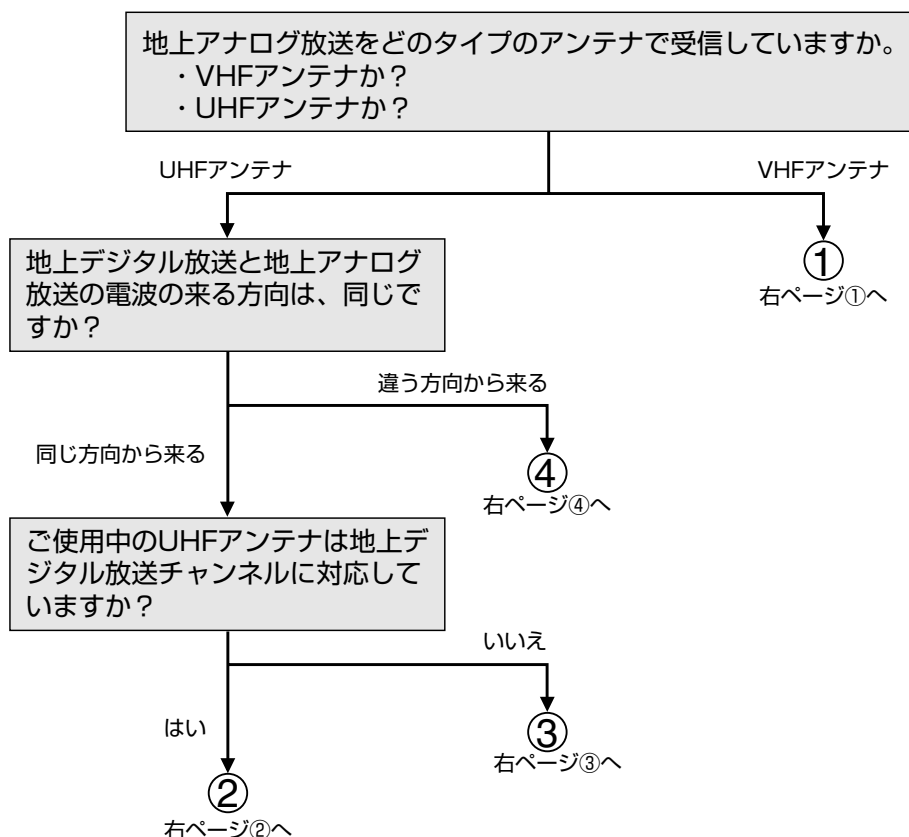 地上アナログ放送をどのタイプのアンテナで受信していますか。
・VHFアンテナか？
・UHFアンテナか？
UHFアンテナ
VHFアンテナ
地上デジタル放送と地上アナログ
放送の電波の来る方向は、同じで
すか？
①
右ページ①へ
違う方向から来る
同じ方向から来る
④
右ページ④へ
ご使用中のUHFアンテナは地上デ
ジタル放送チャンネルに対応して
いますか？
いいえ
はい
③
右ページ③へ
②
右ページ②へ